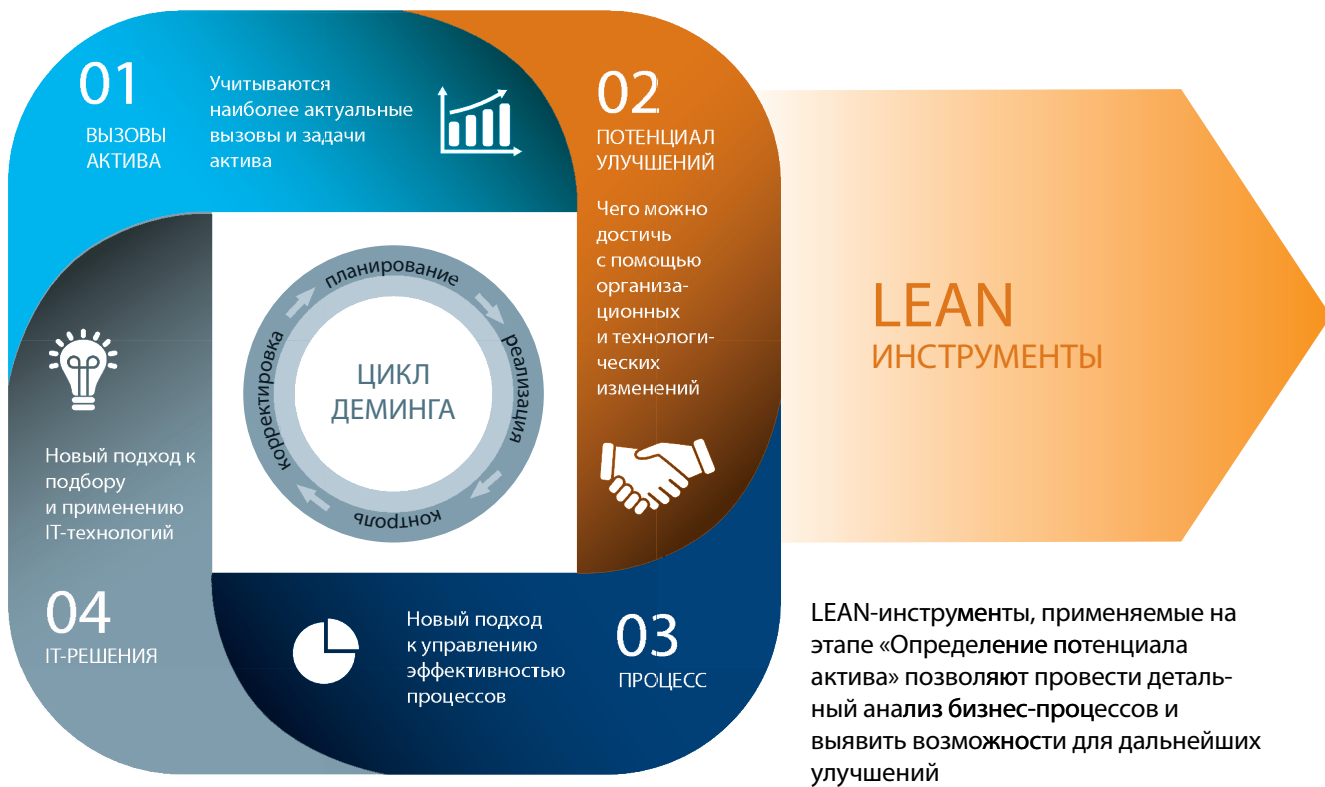 01
ВЫЗОВЫ
АКТИВА
Учитываются
наиболее актуальные
вызовы и задачи
актива
02
ПОТЕНЦИАЛ
УЛУЧШЕНИЙ
Чего можно
достичь
с помощью
организа-
ционных
и технологи-
ческих
изменений
LEAN
ИНСТРУМЕНТЫ
планирование
реализация
контроль
корректировка
ЦИКЛ
ДЕМИНГА
Новый подход к
подбору
и применению
IT-технологий
04
IT-РЕШЕНИЯ
Новый подход
к управлению
эффективностью
процессов
03
ПРОЦЕСС
LEAN-инструменты, применяемые на
этапе «Определение потенциала
актива» позволяют провести деталь-
ный анализ бизнес-процессов и
выявить возможности для дальнейших
улучшений